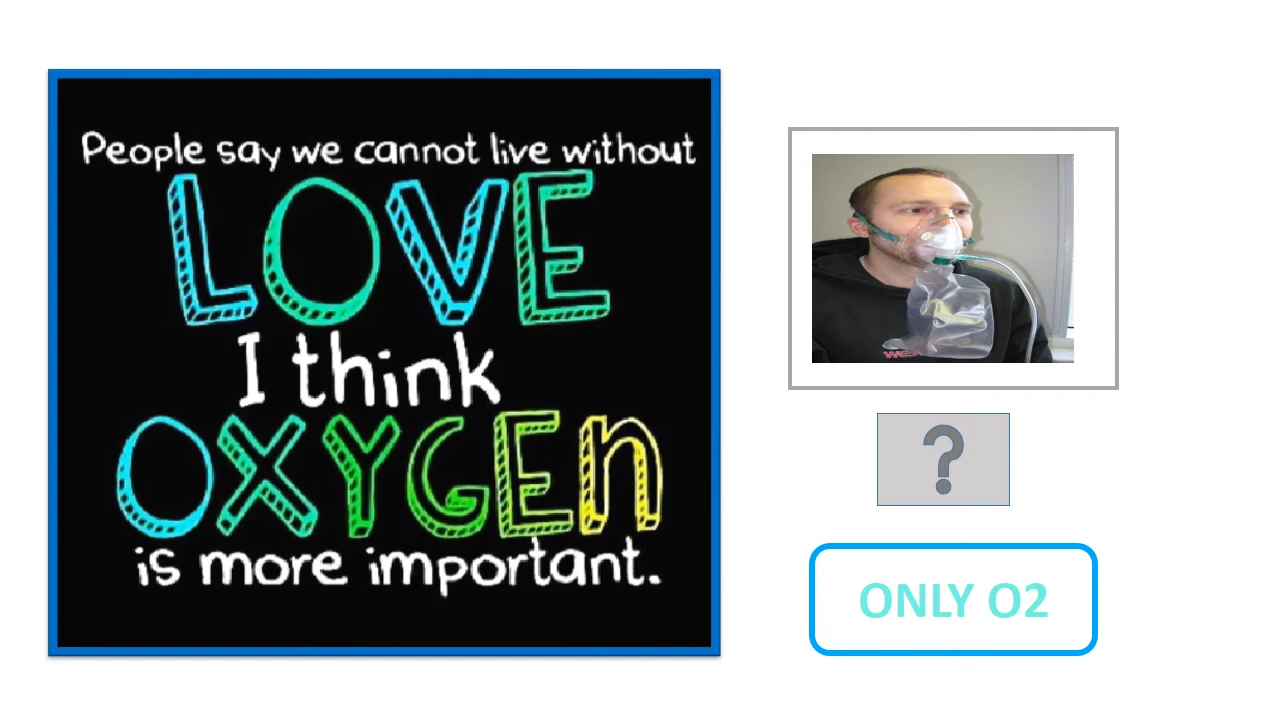 People say we cannot live without
LOVE
I think
OXYGEn
is more important.
?
ONLY O2